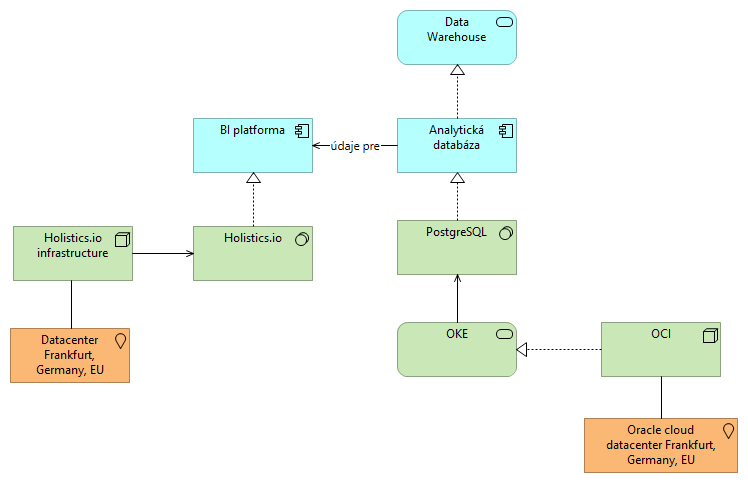 Data
Warehouse
BI platforma
Analytická
databáza
údaje pre
Holistics.io
infrastructure
Holistics.io
PostgreSQL
Datacenter
Frankfurt,
Germany, EU
OKE
OCI
Oracle cloud
datacenter Frankfurt,
Germany, EU